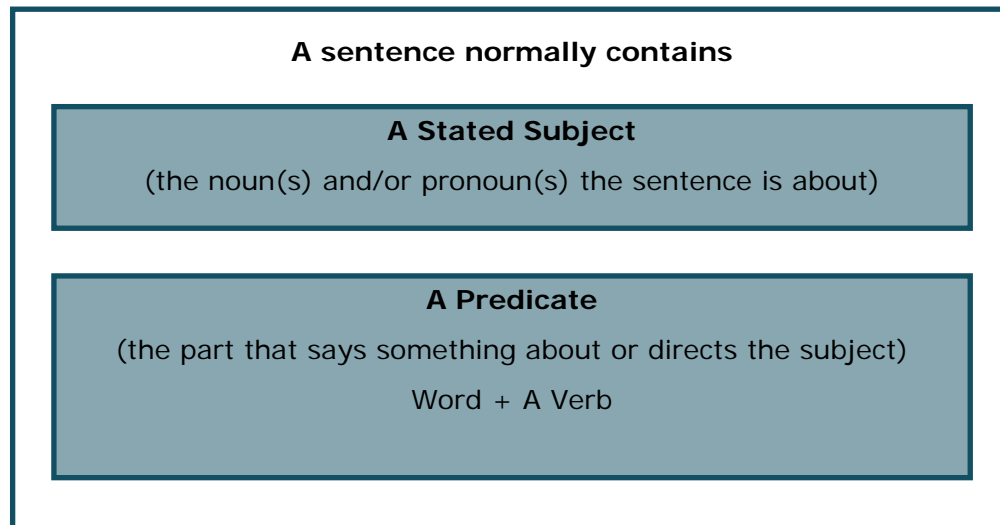 A sentence normally contains
A Stated Subject
(the noun(s) and/or pronoun(s) the sentence is about)
A Predicate
(the part that says something about or directs the subject)
Word + A Verb